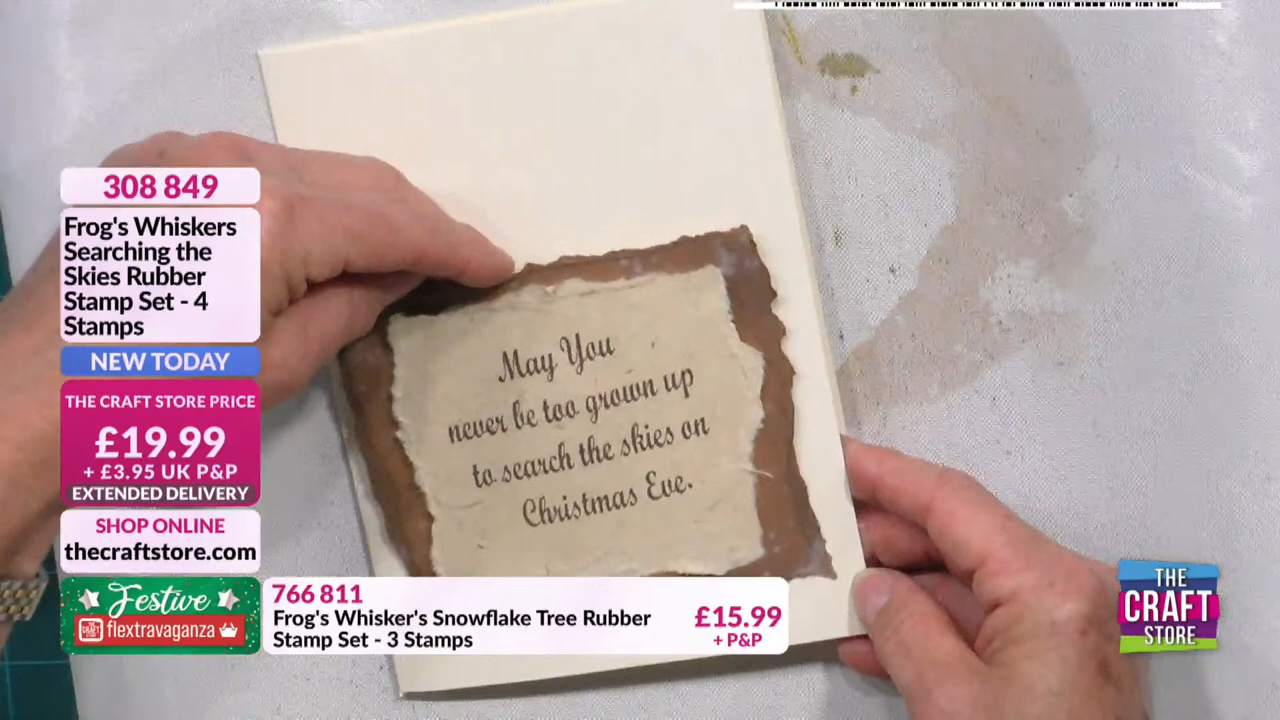 308 849
Frog's Whiskers
Searching the
Skies Rubber
Stamp Set - 4
Stamps
NEW TODAY
THE CRAFT STORE PRICE
£19.99
+ £3.95 UK P&P
EXTENDED DELIVERY
SHOP ONLINE
thecraftstore.com
Festive
flextravaganza
766 811
Frog's Whisker's Snowflake Tree Rubber
Stamp Set - 3 Stamps
£15.99
+ P&P
May You
never be too grown up
to search the skies on
Christmas Eve.
THE
CRAFT
STORE